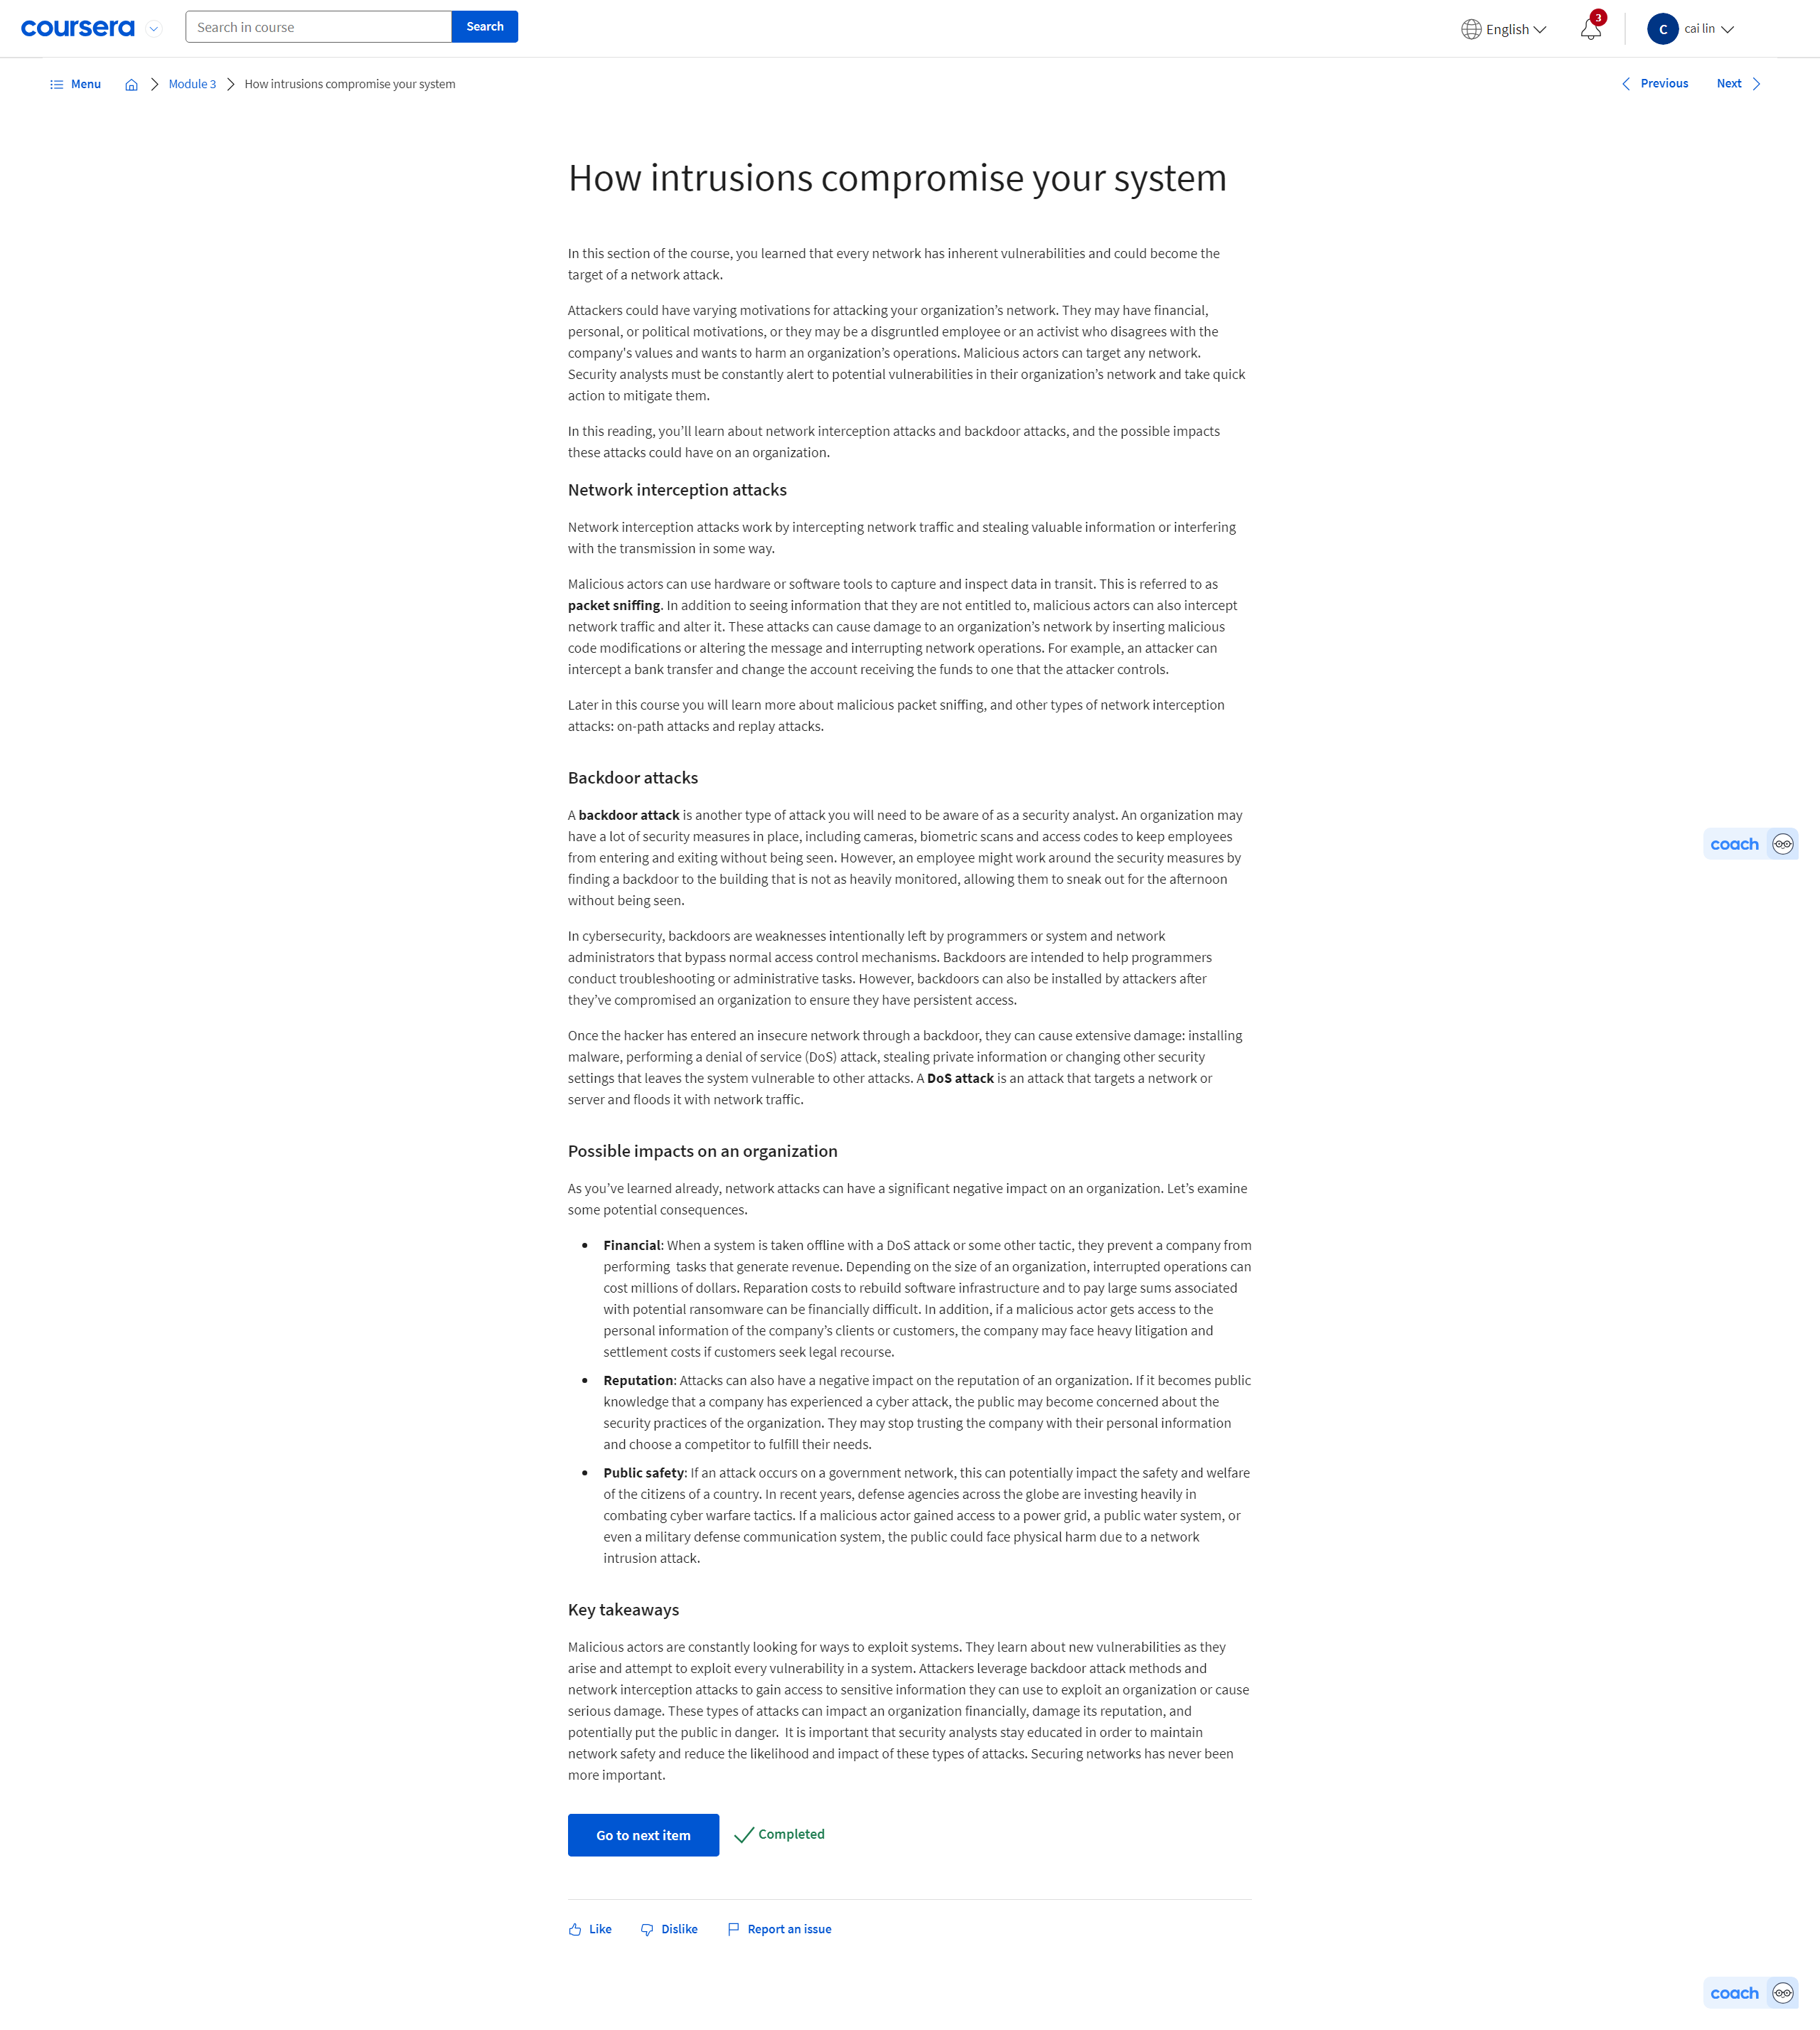 coursera
Search in course
Search
English
3
C
cai lin
Menu
Module 3
How intrusions compromise your system
Previous
Next
How intrusions compromise your system
In this section of the course, you learned that every network has inherent vulnerabilities and could become the
target of a network attack.
Attackers could have varying motivations for attacking your organization’s network. They may have financial,
personal, or political motivations, or they may be a disgruntled employee or an activist who disagrees with the
company's values and wants to harm an organization’s operations. Malicious actors can target any network.
Security analysts must be constantly alert to potential vulnerabilities in their organization’s network and take quick
action to mitigate them.
In this reading, you’ll learn about network interception attacks and backdoor attacks, and the possible impacts
these attacks could have on an organization.
Network interception attacks
Network interception attacks work by intercepting network traffic and stealing valuable information or interfering
with the transmission in some way.
Malicious actors can use hardware or software tools to capture and inspect data in transit. This is referred to as
packet sniffing. In addition to seeing information that they are not entitled to, malicious actors can also intercept
network traffic and alter it. These attacks can cause damage to an organization’s network by inserting malicious
code modifications or altering the message and interrupting network operations. For example, an attacker can
intercept a bank transfer and change the account receiving the funds to one that the attacker controls.
Later in this course you will learn more about malicious packet sniffing, and other types of network interception
attacks: on-path attacks and replay attacks.
Backdoor attacks
A backdoor attack is another type of attack you will need to be aware of as a security analyst. An organization may
have a lot of security measures in place, including cameras, biometric scans and access codes to keep employees
from entering and exiting without being seen. However, an employee might work around the security measures by
finding a backdoor to the building that is not as heavily monitored, allowing them to sneak out for the afternoon
without being seen.
coach
In cybersecurity, backdoors are weaknesses intentionally left by programmers or system and network
administrators that bypass normal access control mechanisms. Backdoors are intended to help programmers
conduct troubleshooting or administrative tasks. However, backdoors can also be installed by attackers after
they’ve compromised an organization to ensure they have persistent access.
Once the hacker has entered an insecure network through a backdoor, they can cause extensive damage: installing
malware, performing a denial of service (DoS) attack, stealing private information or changing other security
settings that leaves the system vulnerable to other attacks. A DoS attack is an attack that targets a network or
server and floods it with network traffic.
Possible impacts on an organization
As you’ve learned already, network attacks can have a significant negative impact on an organization. Let’s examine
some potential consequences.
Financial: When a system is taken offline with a DoS attack or some other tactic, they prevent a company from
performing  tasks that generate revenue. Depending on the size of an organization, interrupted operations can
cost millions of dollars. Reparation costs to rebuild software infrastructure and to pay large sums associated
with potential ransomware can be financially difficult. In addition, if a malicious actor gets access to the
personal information of the company’s clients or customers, the company may face heavy litigation and
settlement costs if customers seek legal recourse.
Reputation: Attacks can also have a negative impact on the reputation of an organization. If it becomes public
knowledge that a company has experienced a cyber attack, the public may become concerned about the
security practices of the organization. They may stop trusting the company with their personal information
and choose a competitor to fulfill their needs.
Public safety: If an attack occurs on a government network, this can potentially impact the safety and welfare
of the citizens of a country. In recent years, defense agencies across the globe are investing heavily in
combating cyber warfare tactics. If a malicious actor gained access to a power grid, a public water system, or
even a military defense communication system, the public could face physical harm due to a network
intrusion attack.
Key takeaways
Malicious actors are constantly looking for ways to exploit systems. They learn about new vulnerabilities as they
arise and attempt to exploit every vulnerability in a system. Attackers leverage backdoor attack methods and
network interception attacks to gain access to sensitive information they can use to exploit an organization or cause
serious damage. These types of attacks can impact an organization financially, damage its reputation, and
potentially put the public in danger.  It is important that security analysts stay educated in order to maintain
network safety and reduce the likelihood and impact of these types of attacks. Securing networks has never been
more important.
Go to next item
Completed
Like
Dislike
Report an issue
coach